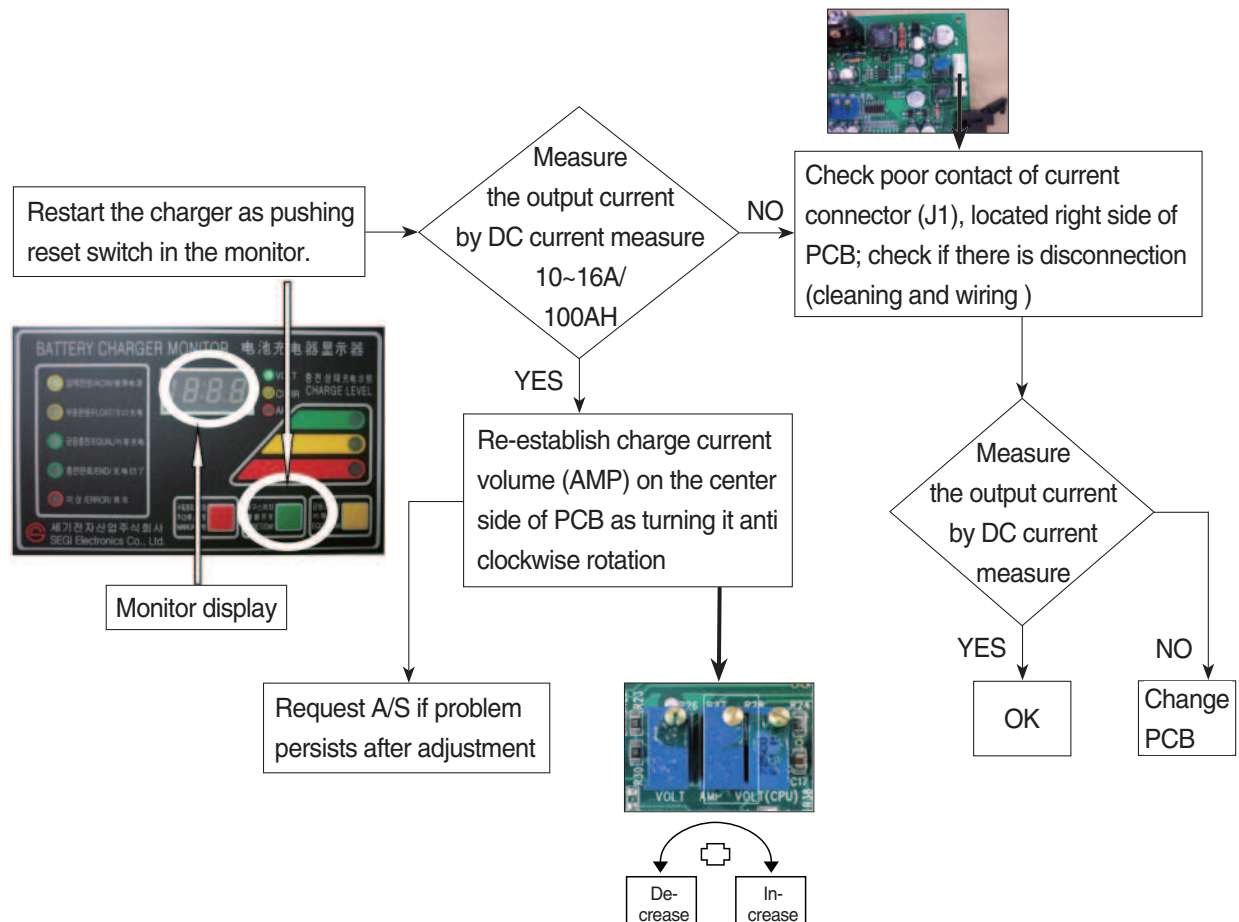 Restart the charger as pushing
reset switch in the monitor.
Measure
the output current
by DC current measure
10~16A/
100AH
NO
Check poor contact of current
connector (J1), located right side of
PCB; check if there is disconnection
(cleaning and wiring )
BATTERY CHARGER MONITOR 电池充电器显示器
VOLT
CHARGE LEVEL
세기전자산업주식회사
SEGI Electronics Co., Ltd.
Monitor display
YES
Re-establish charge current
volume (AMP) on the center
side of PCB as turning it anti
clockwise rotation
Request A/S if problem
persists after adjustment
Measure
the output current
by DC current
measure
YES
NO
OK
Change
PCB
R23
R26
R24
R30
C12
VOLT AMP VOLT(CPU)
De-
crease
In-
crease